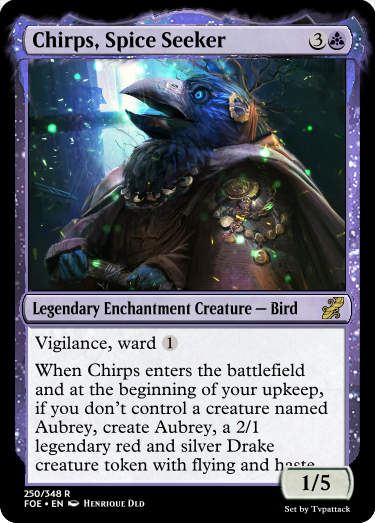 Chirps, Spice Seeker 3
Legendary Enchantment Creature — Bird
Vigilance, ward 1
When Chirps enters the battlefield
and at the beginning of your upkeep,
if you don't control a creature named
Aubrey, create Aubrey, a 2/1
legendary red and silver Drake
creature token with flying and haste
1/5
250/348 R
FOE • EN Henrique Dld
Set by Tvpattack